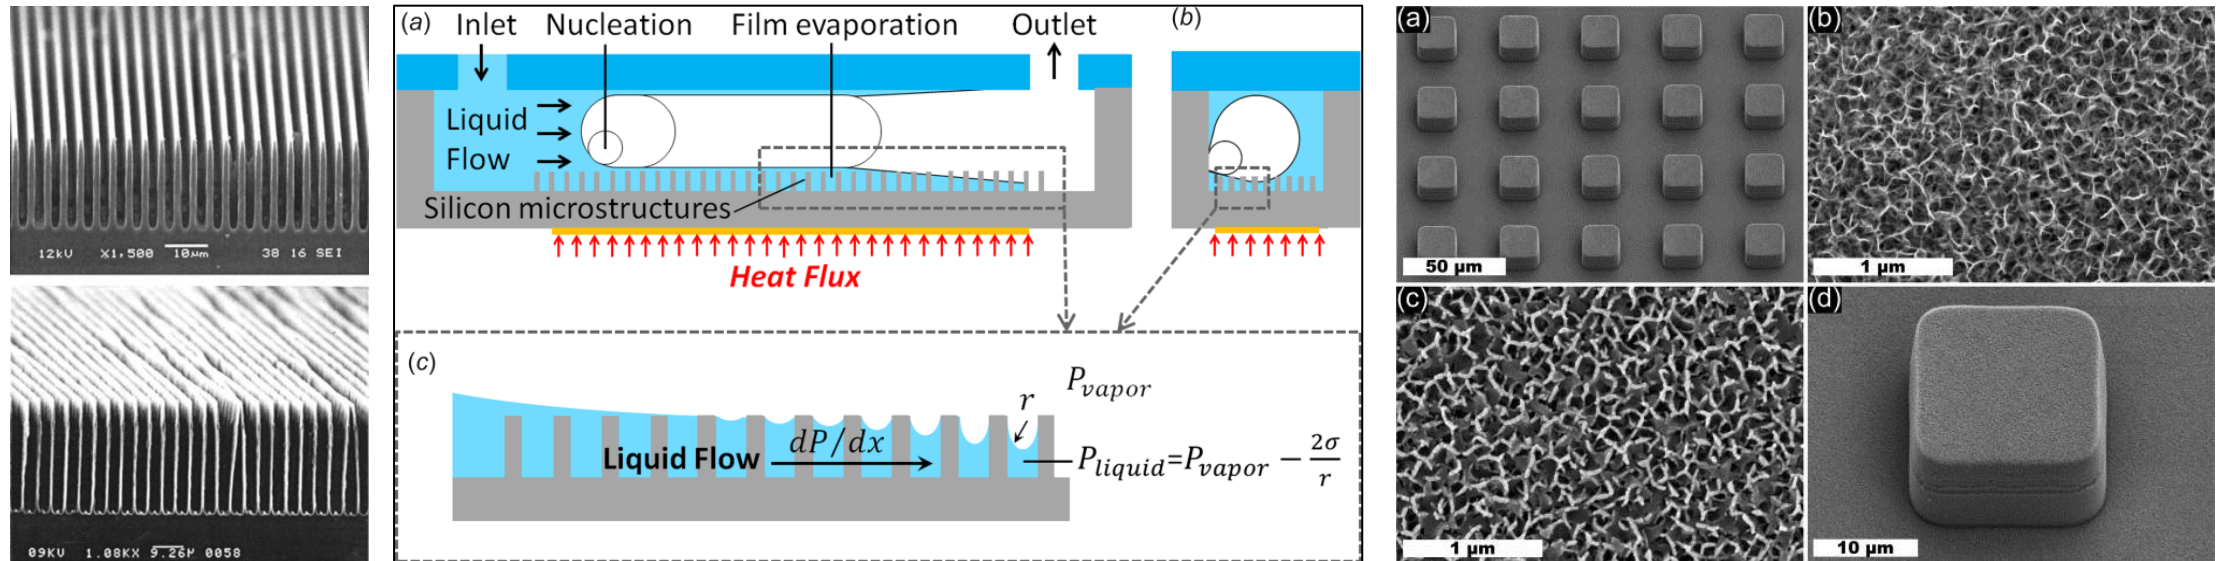 12kV X1,500 10µm 38 16 SEI
09KV 1.08KX 9.26µ 0058
(a) Inlet Nucleation Film evaporation Outlet (b)
Liquid
Flow
Silicon microstructures
Heat Flux
(c)
P_vapor
r
dP/dx
Liquid Flow
P_liquid=P_vapor − 2σ/r
(a) 50 µm
(b) 1 µm
(c) 1 µm
(d) 10 µm